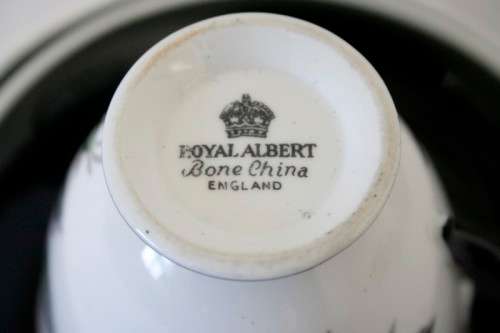 ROYAL ALBERT
Bone China
ENGLAND